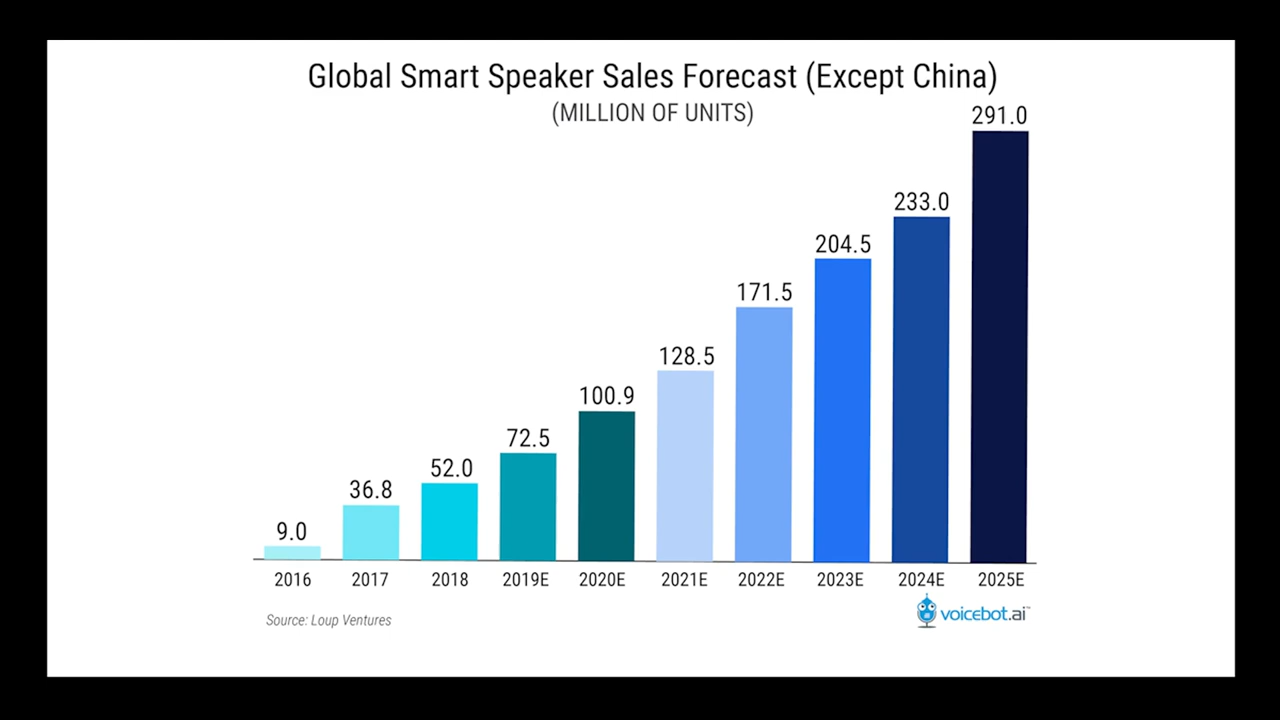 Global Smart Speaker Sales Forecast (Except China)
(MILLION OF UNITS)
9.0
36.8
52.0
72.5
100.9
128.5
171.5
204.5
233.0
291.0
2016 2017 2018 2019E 2020E 2021E 2022E 2023E 2024E 2025E
Source: Loup Ventures
voicebot.ai™